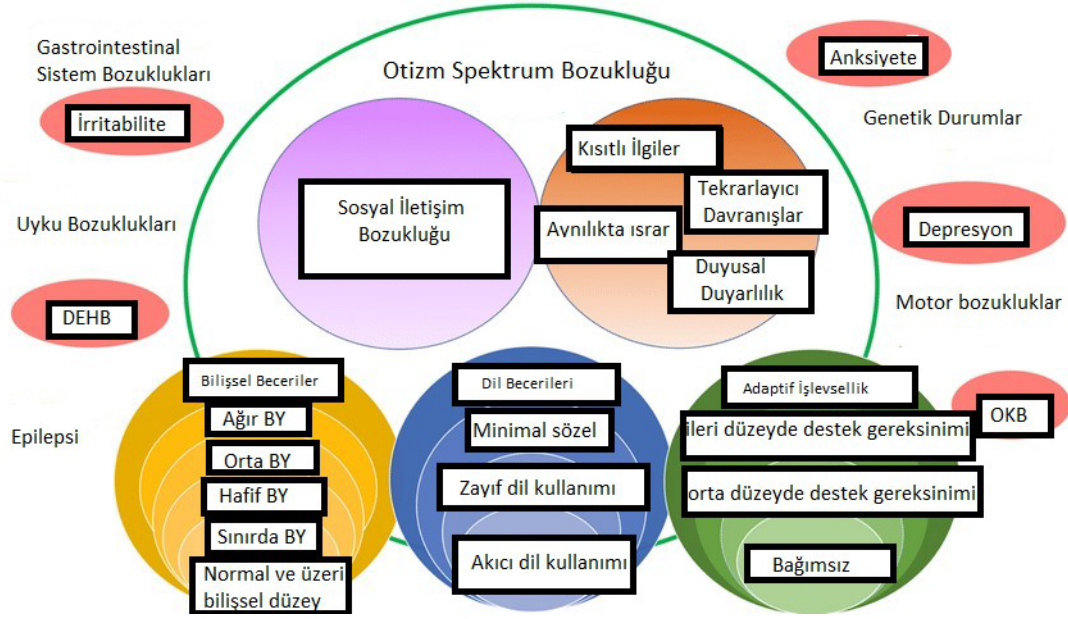 Gastrointestinal
Sistem Bozuklukları
İrritabilite
Uyku Bozuklukları
DEHB
Epilepsi
Otizm Spektrum Bozukluğu
Sosyal İletişim
Bozukluğu
Kısıtlı İlgiler
Tekrarlayıcı
Davranışlar
Aynılıkta ısrar
Duyusal
Duyarlılık
Anksiyete
Genetik Durumlar
Depresyon
Motor bozukluklar
OKB
Bilişsel Beceriler
Ağır BY
Orta BY
Hafif BY
Sınırda BY
Normal ve üzeri
bilişsel düzey
Dil Becerileri
Minimal sözel
Zayıf dil kullanımı
Akıcı dil kullanımı
Adaptif İşlevsellik
ileri düzeyde destek gereksinimi
orta düzeyde destek gereksinimi
Bağımsız